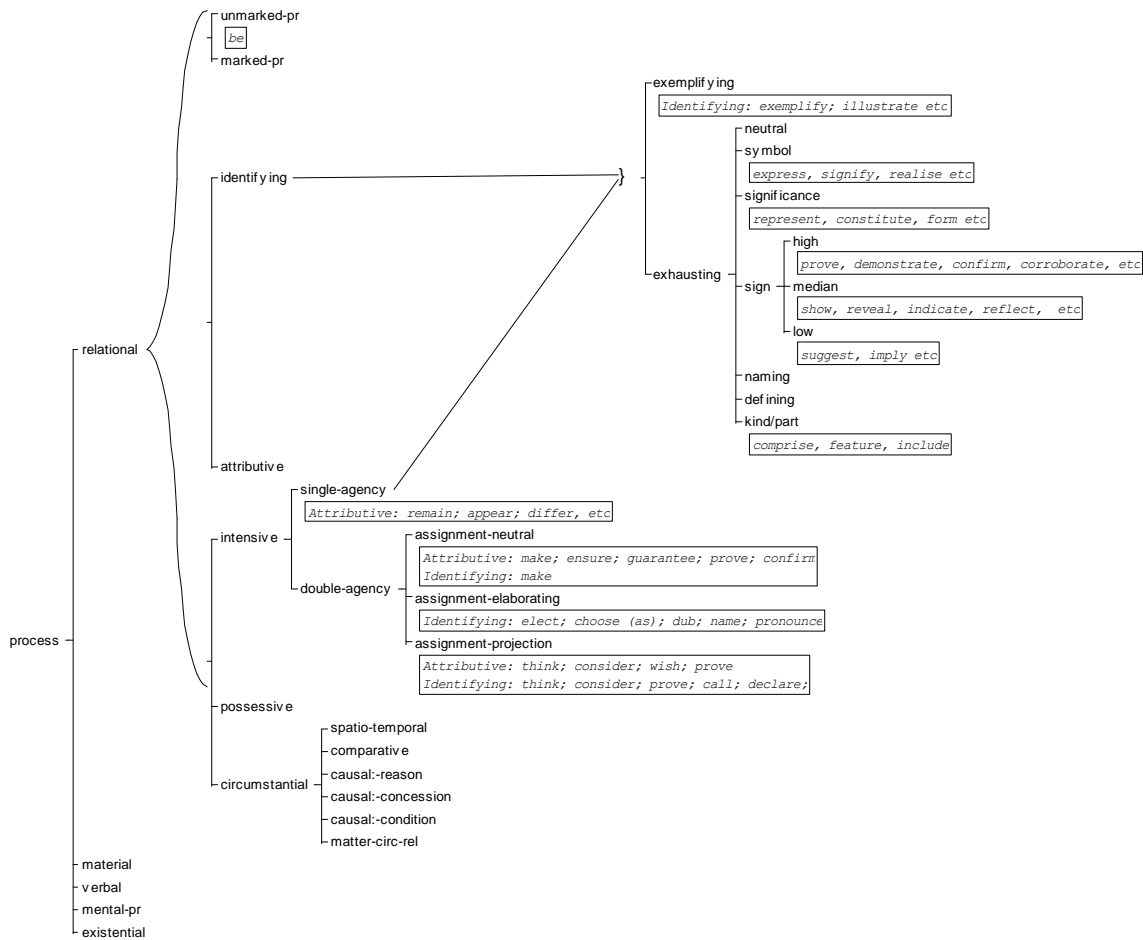 unmarked-pr
be
marked-pr
exemplifying
Identifying: exemplify; illustrate etc
neutral
symbol
express, signify, realise etc
identifying
}
significance
represent, constitute, form etc
high
prove, demonstrate, confirm, corroborate, etc
exhausting
sign
median
show, reveal, indicate, reflect, etc
low
suggest, imply etc
relational
naming
defining
kind/part
comprise, feature, include
attributive
single-agency
Attributive: remain; appear; differ, etc
intensive
assignment-neutral
Attributive: make; ensure; guarantee; prove; confirm
Identifying: make
double-agency
assignment-elaborating
Identifying: elect; choose (as); dub; name; pronounce
process
assignment-projection
Attributive: think; consider; wish; prove
Identifying: think; consider; prove; call; declare;
possessive
spatio-temporal
comparative
causal:-reason
circumstantial
causal:-concession
causal:-condition
matter-circ-rel
material
verbal
mental-pr
existential